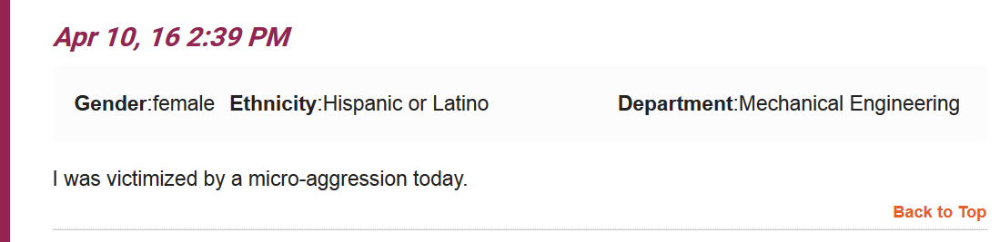 Apr 10, 16 2:39 PM
Gender:female Ethnicity:Hispanic or Latino Department:Mechanical Engineering
I was victimized by a micro-aggression today.
Back to Top